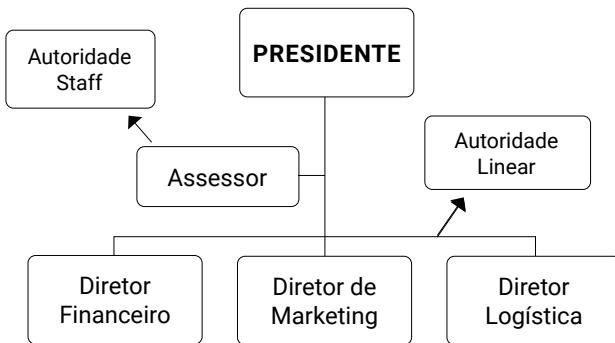 Autoridade
Staff
PRESIDENTE
Assessor
Autoridade
Linear
Diretor
Financeiro
Diretor de
Marketing
Diretor
Logística